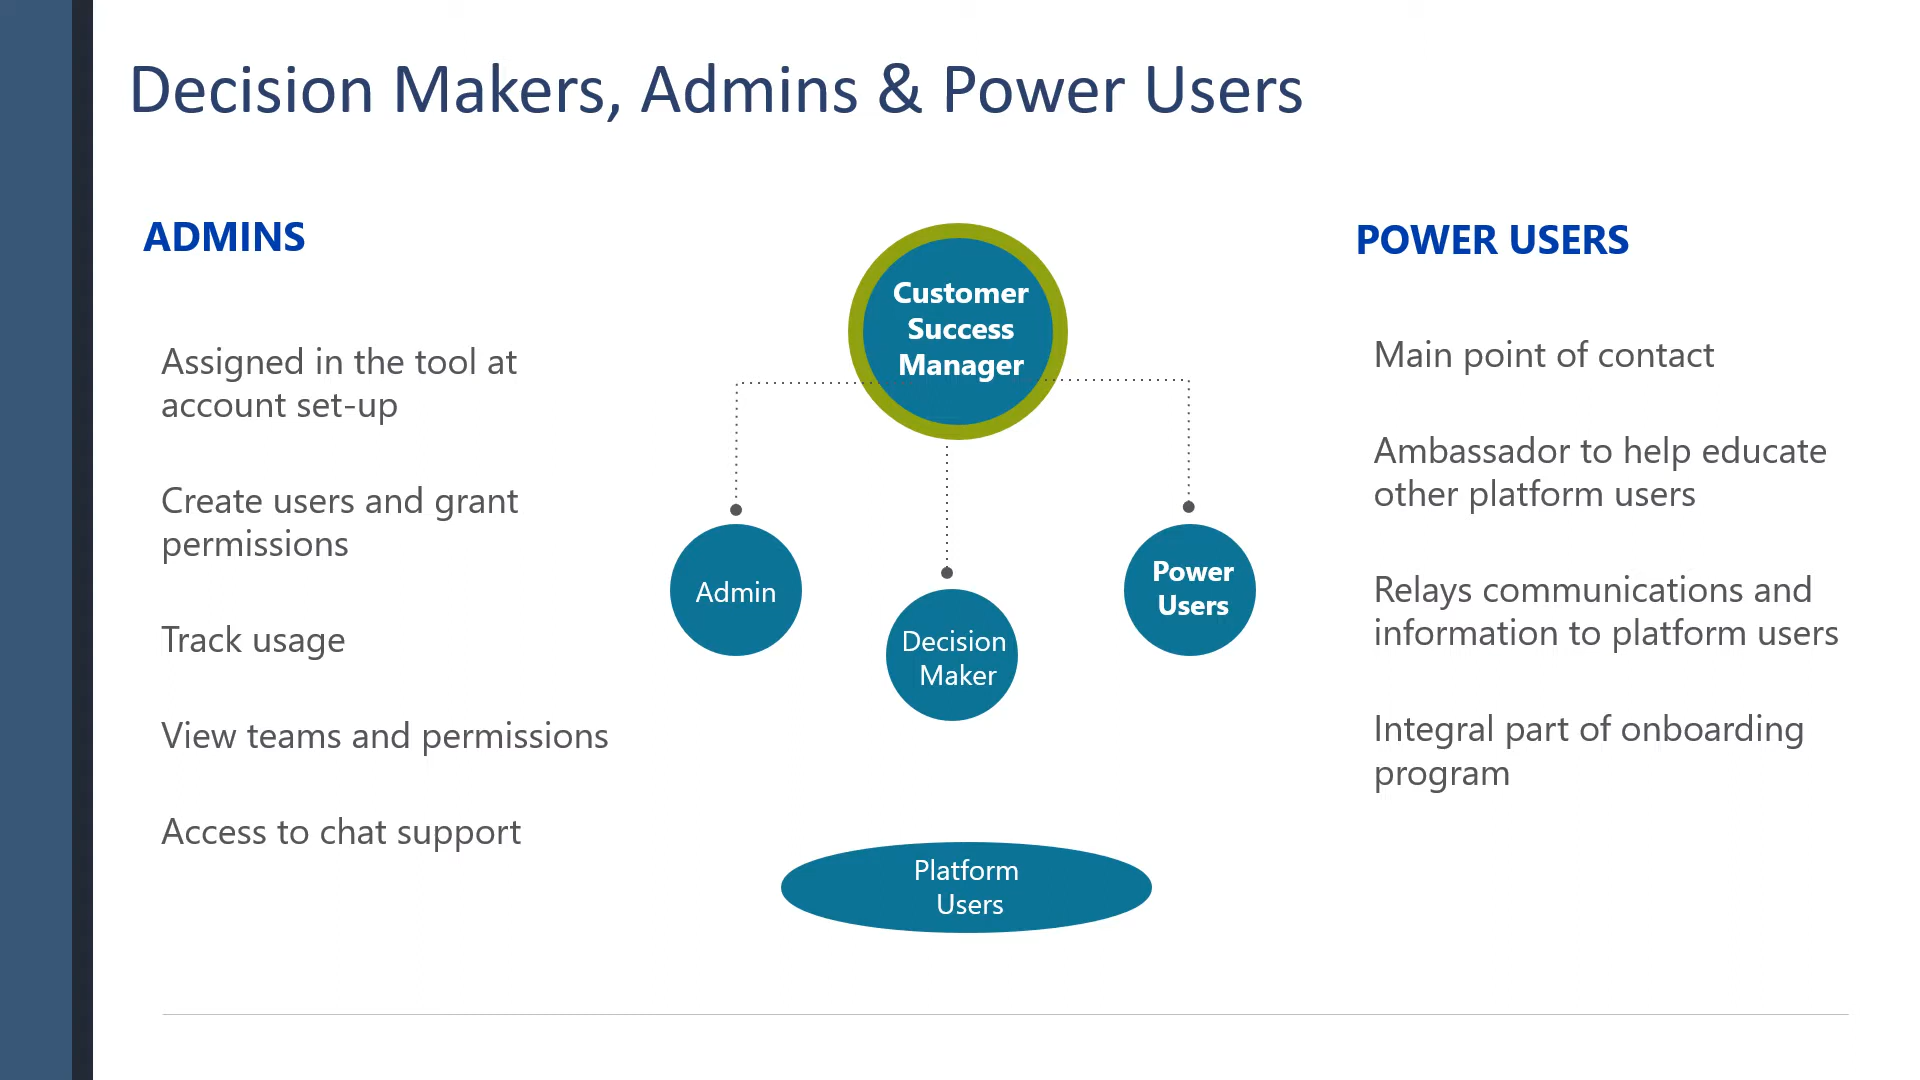 Decision Makers, Admins & Power Users
ADMINS
Assigned in the tool at
account set-up
Create users and grant
permissions
Track usage
View teams and permissions
Access to chat support
Customer
Success
Manager
Admin
Decision
Maker
Power
Users
Platform
Users
POWER USERS
Main point of contact
Ambassador to help educate
other platform users
Relays communications and
information to platform users
Integral part of onboarding
program